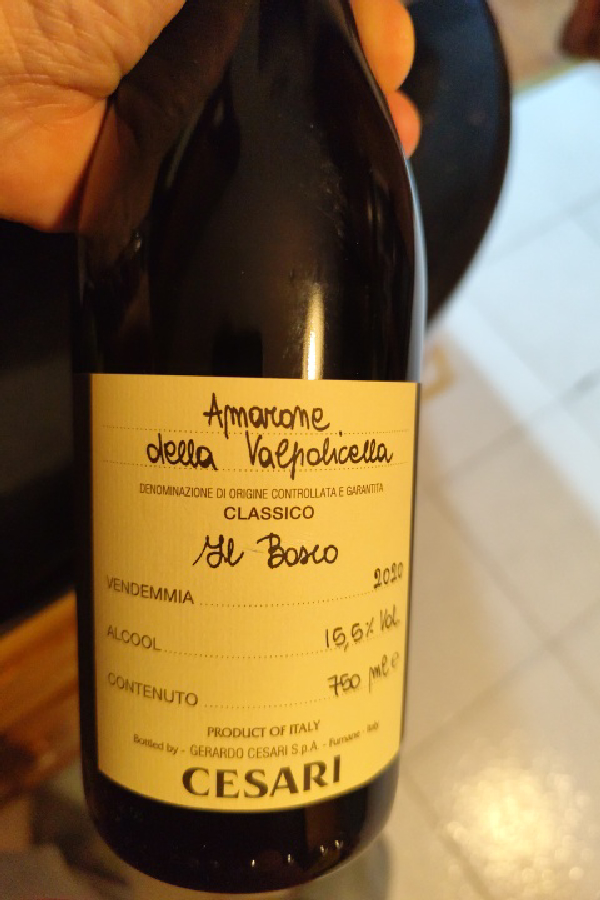 Amarone
della Valpolicella
DENOMINAZIONE DI ORIGINE CONTROLLATA E GARANTITA
CLASSICO
Il Bosco
VENDEMMIA 2020
ALCOOL 15,5% Vol
CONTENUTO 750 ml e
PRODUCT OF ITALY
Bottled by - GERARDO CESARI S.p.A. - Fumane - Italy
CESARI